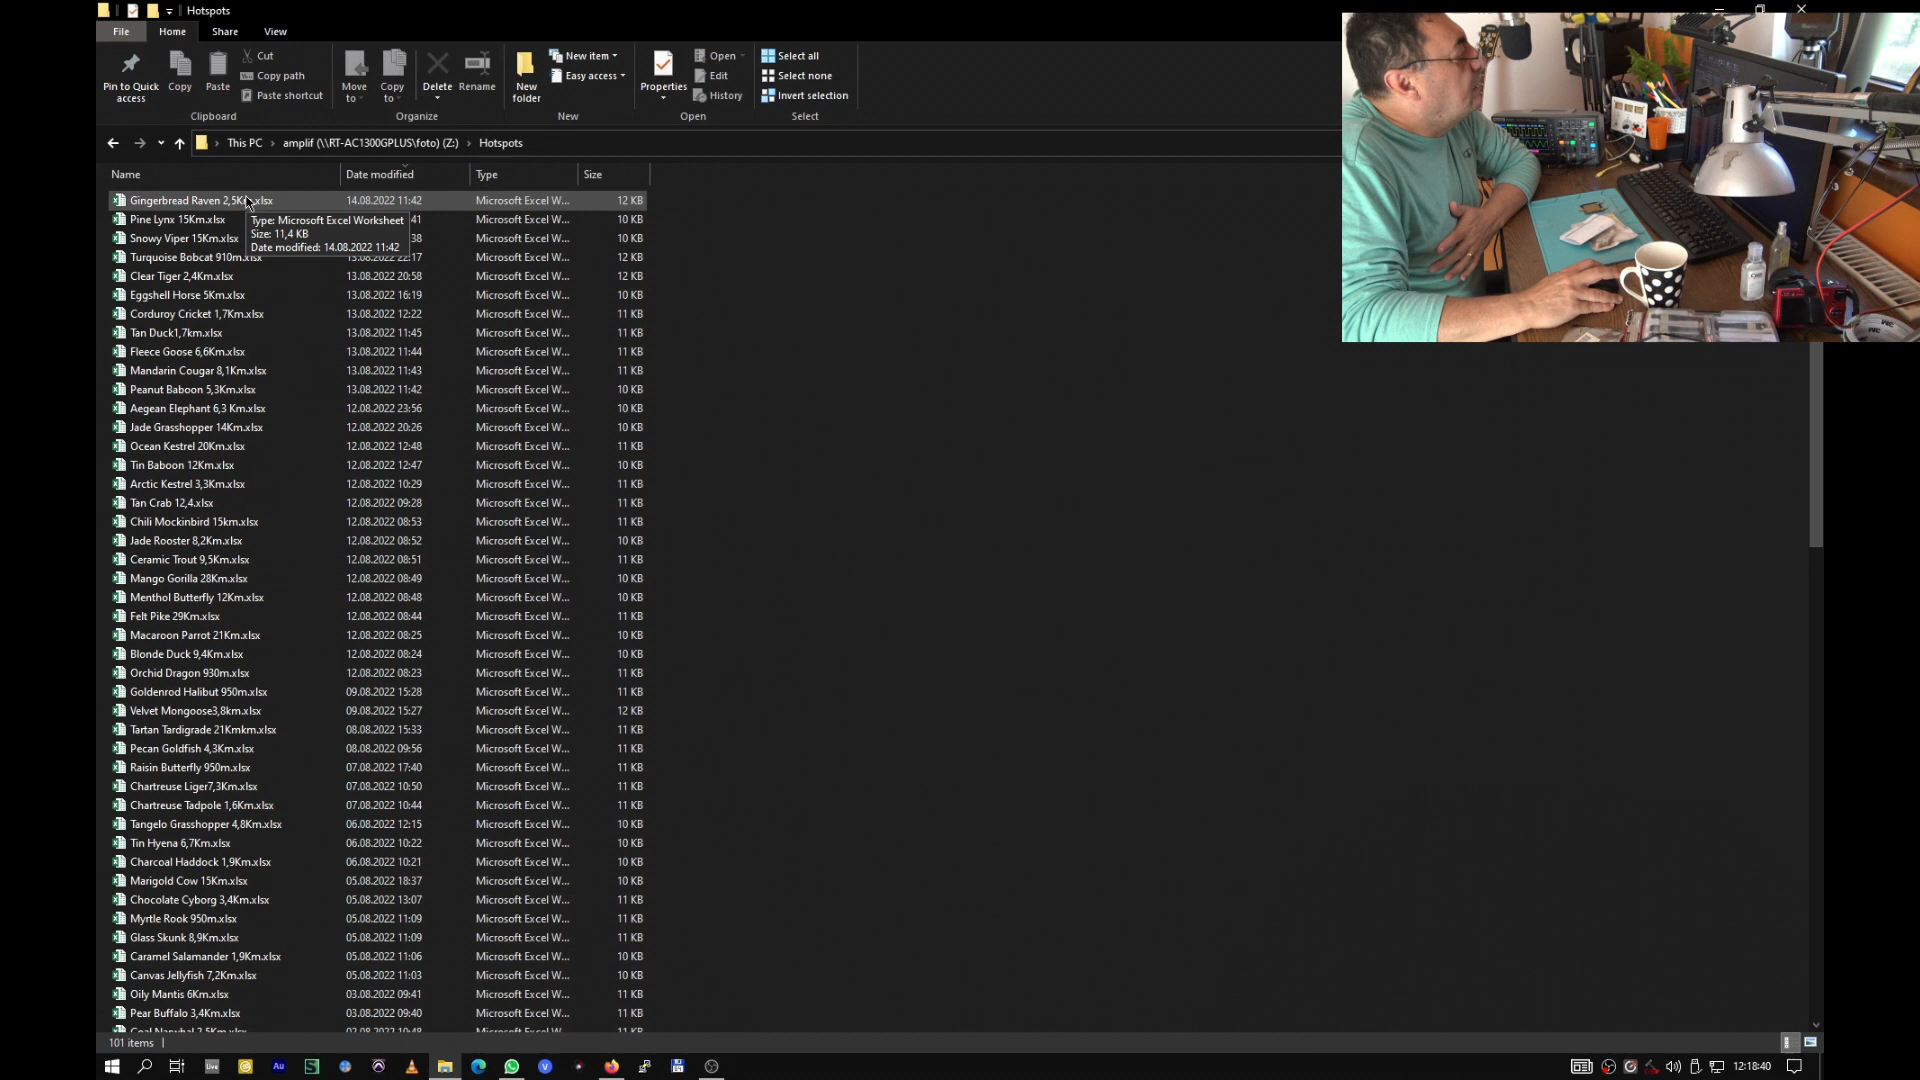 Hotspots
File Home Share View
Pin to Quick access
Copy
Paste
Cut
Copy path
Paste shortcut
Clipboard
Move to
Copy to
Delete
Rename
Organize
New folder
New item
Easy access
New
Properties
Open
Edit
History
Open
Select all
Select none
Invert selection
Select
This PC > amplif (\\RT-AC1300GPLUS\foto) (Z:) > Hotspots
Name Date modified Type Size
Gingerbread Raven 2,5Km.xlsx 14.08.2022 11:42 Microsoft Excel W... 12 KB
Pine Lynx 15Km.xlsx 41 Microsoft Excel W... 10 KB
Snowy Viper 15Km.xlsx 38 Microsoft Excel W... 10 KB
Type: Microsoft Excel Worksheet
Size: 11,4 KB
Date modified: 14.08.2022 11:42
Turquoise Bobcat 910m.xlsx 13.08.2022 22:17 Microsoft Excel W... 12 KB
Clear Tiger 2,4Km.xlsx 13.08.2022 20:58 Microsoft Excel W... 12 KB
Eggshell Horse 5Km.xlsx 13.08.2022 16:19 Microsoft Excel W... 10 KB
Corduroy Cricket 1,7Km.xlsx 13.08.2022 12:22 Microsoft Excel W... 11 KB
Tan Duck1,7km.xlsx 13.08.2022 11:45 Microsoft Excel W... 11 KB
Fleece Goose 6,6Km.xlsx 13.08.2022 11:44 Microsoft Excel W... 11 KB
Mandarin Cougar 8,1Km.xlsx 13.08.2022 11:43 Microsoft Excel W... 11 KB
Peanut Baboon 5,3Km.xlsx 13.08.2022 11:42 Microsoft Excel W... 10 KB
Aegean Elephant 6,3 Km.xlsx 12.08.2022 23:56 Microsoft Excel W... 10 KB
Jade Grasshopper 14Km.xlsx 12.08.2022 20:26 Microsoft Excel W... 10 KB
Ocean Kestrel 20Km.xlsx 12.08.2022 12:48 Microsoft Excel W... 11 KB
Tin Baboon 12Km.xlsx 12.08.2022 12:47 Microsoft Excel W... 10 KB
Arctic Kestrel 3,3Km.xlsx 12.08.2022 10:29 Microsoft Excel W... 11 KB
Tan Crab 12,4.xlsx 12.08.2022 09:28 Microsoft Excel W... 11 KB
Chili Mockinbird 15km.xlsx 12.08.2022 08:53 Microsoft Excel W... 11 KB
Jade Rooster 8,2Km.xlsx 12.08.2022 08:52 Microsoft Excel W... 10 KB
Ceramic Trout 9,5Km.xlsx 12.08.2022 08:51 Microsoft Excel W... 11 KB
Mango Gorilla 28Km.xlsx 12.08.2022 08:49 Microsoft Excel W... 10 KB
Menthol Butterfly 12Km.xlsx 12.08.2022 08:48 Microsoft Excel W... 10 KB
Felt Pike 29Km.xlsx 12.08.2022 08:44 Microsoft Excel W... 11 KB
Macaroon Parrot 21Km.xlsx 12.08.2022 08:25 Microsoft Excel W... 10 KB
Blonde Duck 9,4Km.xlsx 12.08.2022 08:24 Microsoft Excel W... 10 KB
Orchid Dragon 930m.xlsx 12.08.2022 08:23 Microsoft Excel W... 11 KB
Goldenrod Halibut 950m.xlsx 09.08.2022 15:28 Microsoft Excel W... 11 KB
Velvet Mongoose3,8km.xlsx 09.08.2022 15:27 Microsoft Excel W... 12 KB
Tartan Tardigrade 21Kmkm.xlsx 08.08.2022 15:33 Microsoft Excel W... 11 KB
Pecan Goldfish 4,3Km.xlsx 08.08.2022 09:56 Microsoft Excel W... 11 KB
Raisin Butterfly 950m.xlsx 07.08.2022 17:40 Microsoft Excel W... 11 KB
Chartreuse Liger7,3Km.xlsx 07.08.2022 10:50 Microsoft Excel W... 11 KB
Chartreuse Tadpole 1,6Km.xlsx 07.08.2022 10:44 Microsoft Excel W... 11 KB
Tangelo Grasshopper 4,8Km.xlsx 06.08.2022 12:15 Microsoft Excel W... 10 KB
Tin Hyena 6,7Km.xlsx 06.08.2022 10:22 Microsoft Excel W... 10 KB
Charcoal Haddock 1,9Km.xlsx 06.08.2022 10:21 Microsoft Excel W... 10 KB
Marigold Cow 15Km.xlsx 05.08.2022 18:37 Microsoft Excel W... 10 KB
Chocolate Cyborg 3,4Km.xlsx 05.08.2022 13:07 Microsoft Excel W... 11 KB
Myrtle Rook 950m.xlsx 05.08.2022 11:09 Microsoft Excel W... 11 KB
Glass Skunk 8,9Km.xlsx 05.08.2022 11:09 Microsoft Excel W... 11 KB
Caramel Salamander 1,9Km.xlsx 05.08.2022 11:06 Microsoft Excel W... 10 KB
Canvas Jellyfish 7,2Km.xlsx 05.08.2022 11:03 Microsoft Excel W... 10 KB
Oily Mantis 6Km.xlsx 03.08.2022 09:41 Microsoft Excel W... 11 KB
Pear Buffalo 3,4Km.xlsx 03.08.2022 09:40 Microsoft Excel W... 11 KB
101 items
Live Au S V 12:18:40